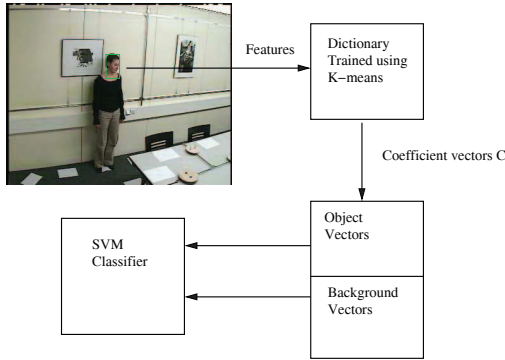 Features
Dictionary
Trained using
K−means
Coefficient vectors C
Object
Vectors
SVM
Classifier
Background
Vectors